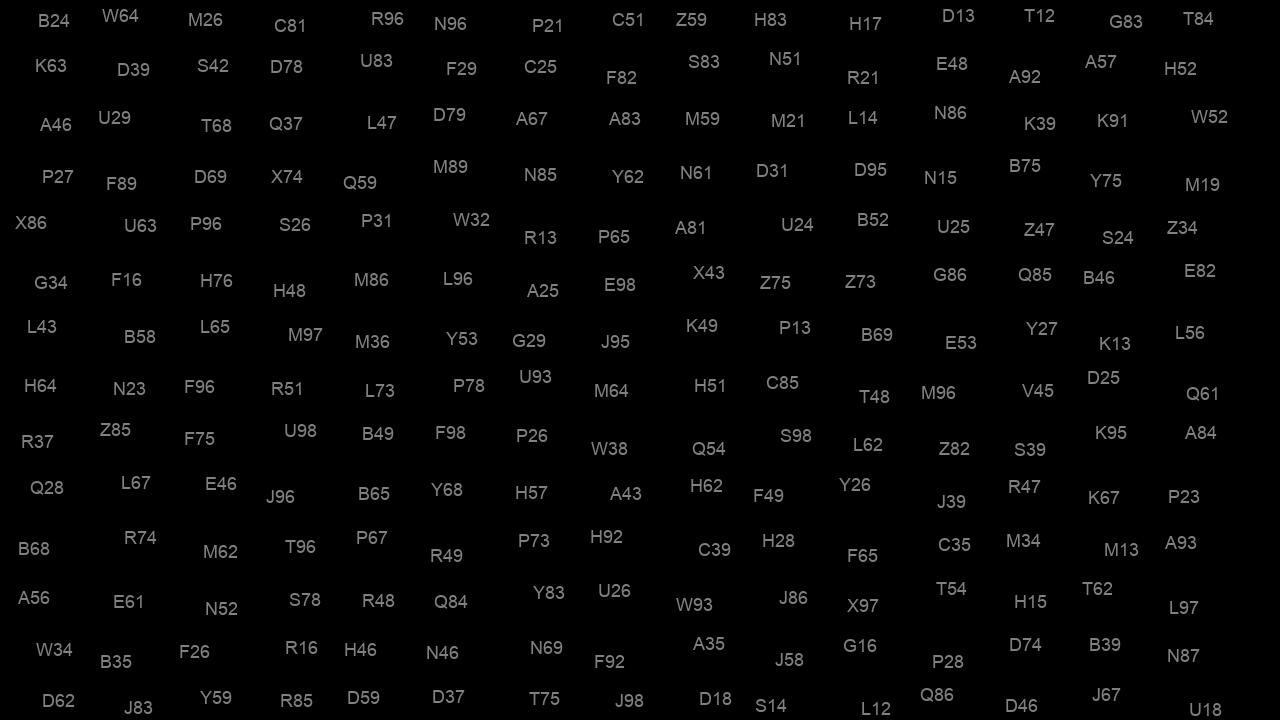 B24 W64 M26 C81 R96 N96 P21 C51 Z59 H83 H17 D13 T12 G83 T84
K63 D39 S42 D78 U83 F29 C25 F82 S83 N51 R21 E48 A92 A57 H52
A46 U29 T68 Q37 L47 D79 A67 A83 M59 M21 L14 N86 K39 K91 W52
P27 F89 D69 X74 Q59 M89 N85 Y62 N61 D31 D95 N15 B75 Y75 M19
X86 U63 P96 S26 P31 W32 R13 P65 A81 U24 B52 U25 Z47 S24 Z34
G34 F16 H76 H48 M86 L96 A25 E98 X43 Z75 Z73 G86 Q85 B46 E82
L43 B58 L65 M97 M36 Y53 G29 J95 K49 P13 B69 E53 Y27 K13 L56
H64 N23 F96 R51 L73 P78 U93 M64 H51 C85 T48 M96 V45 D25 Q61
R37 Z85 F75 U98 B49 F98 P26 W38 Q54 S98 L62 Z82 S39 K95 A84
Q28 L67 E46 J96 B65 Y68 H57 A43 H62 F49 Y26 J39 R47 K67 P23
B68 R74 M62 T96 P67 R49 P73 H92 C39 H28 F65 C35 M34 M13 A93
A56 E61 N52 S78 R48 Q84 Y83 U26 W93 J86 X97 T54 H15 T62 L97
W34 B35 F26 R16 H46 N46 N69 F92 A35 J58 G16 P28 D74 B39 N87
D62 J83 Y59 R85 D59 D37 T75 J98 D18 S14 L12 Q86 D46 J67 U18